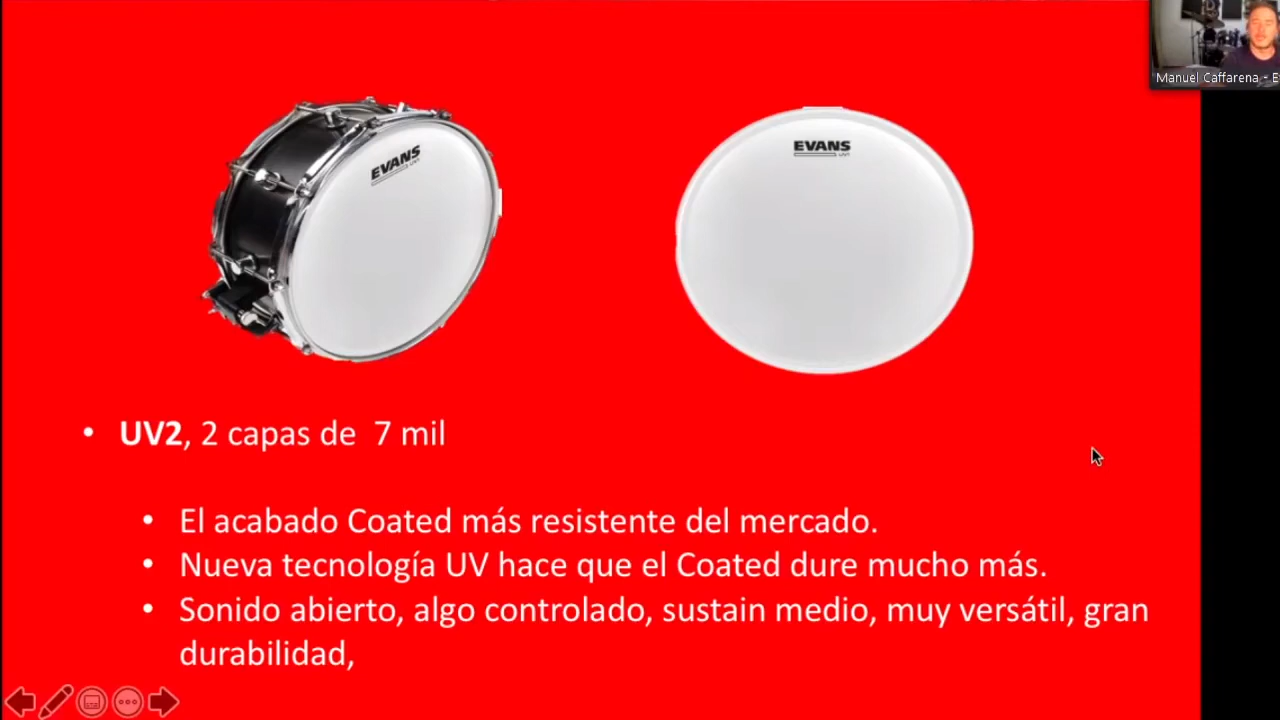 Manuel Caffarena - E
EVANS
EVANS
UV1
• UV2, 2 capas de 7 mil
• El acabado Coated más resistente del mercado.
• Nueva tecnología UV hace que el Coated dure mucho más.
• Sonido abierto, algo controlado, sustain medio, muy versátil, gran
durabilidad,